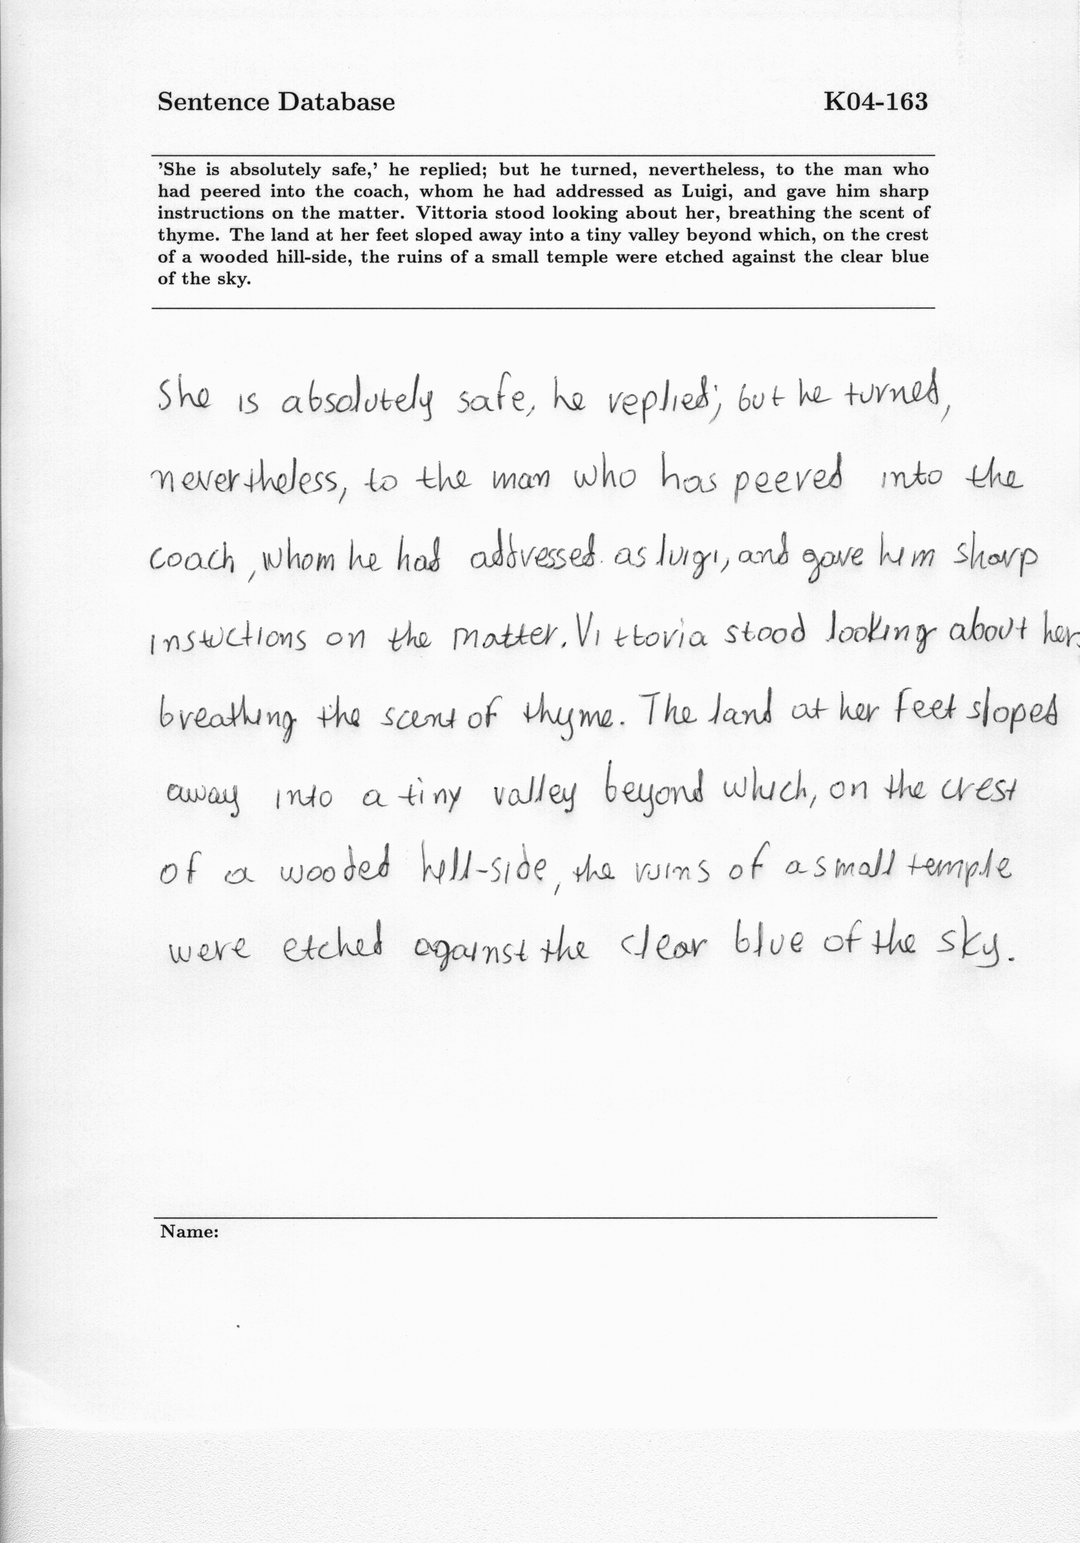 Sentence Database K04-163
’She is absolutely safe,’ he replied; but he turned, nevertheless, to the man who
had peered into the coach, whom he had addressed as Luigi, and gave him sharp
instructions on the matter. Vittoria stood looking about her, breathing the scent of
thyme. The land at her feet sloped away into a tiny valley beyond which, on the crest
of a wooded hill-side, the ruins of a small temple were etched against the clear blue
of the sky.
She is absolutely safe, he replied; but he turned,
nevertheless, to the man who has peered into the
coach, whom he had addressed as luigi, and gave him sharp
instuctions on the matter. Vittoria stood looking about her,
breathing the scent of thyme. The land at her feet sloped
away into a tiny valley beyond which, on the crest
of a wooded hill-side, the ruins of a small temple
were etched against the clear blue of the sky.
Name: